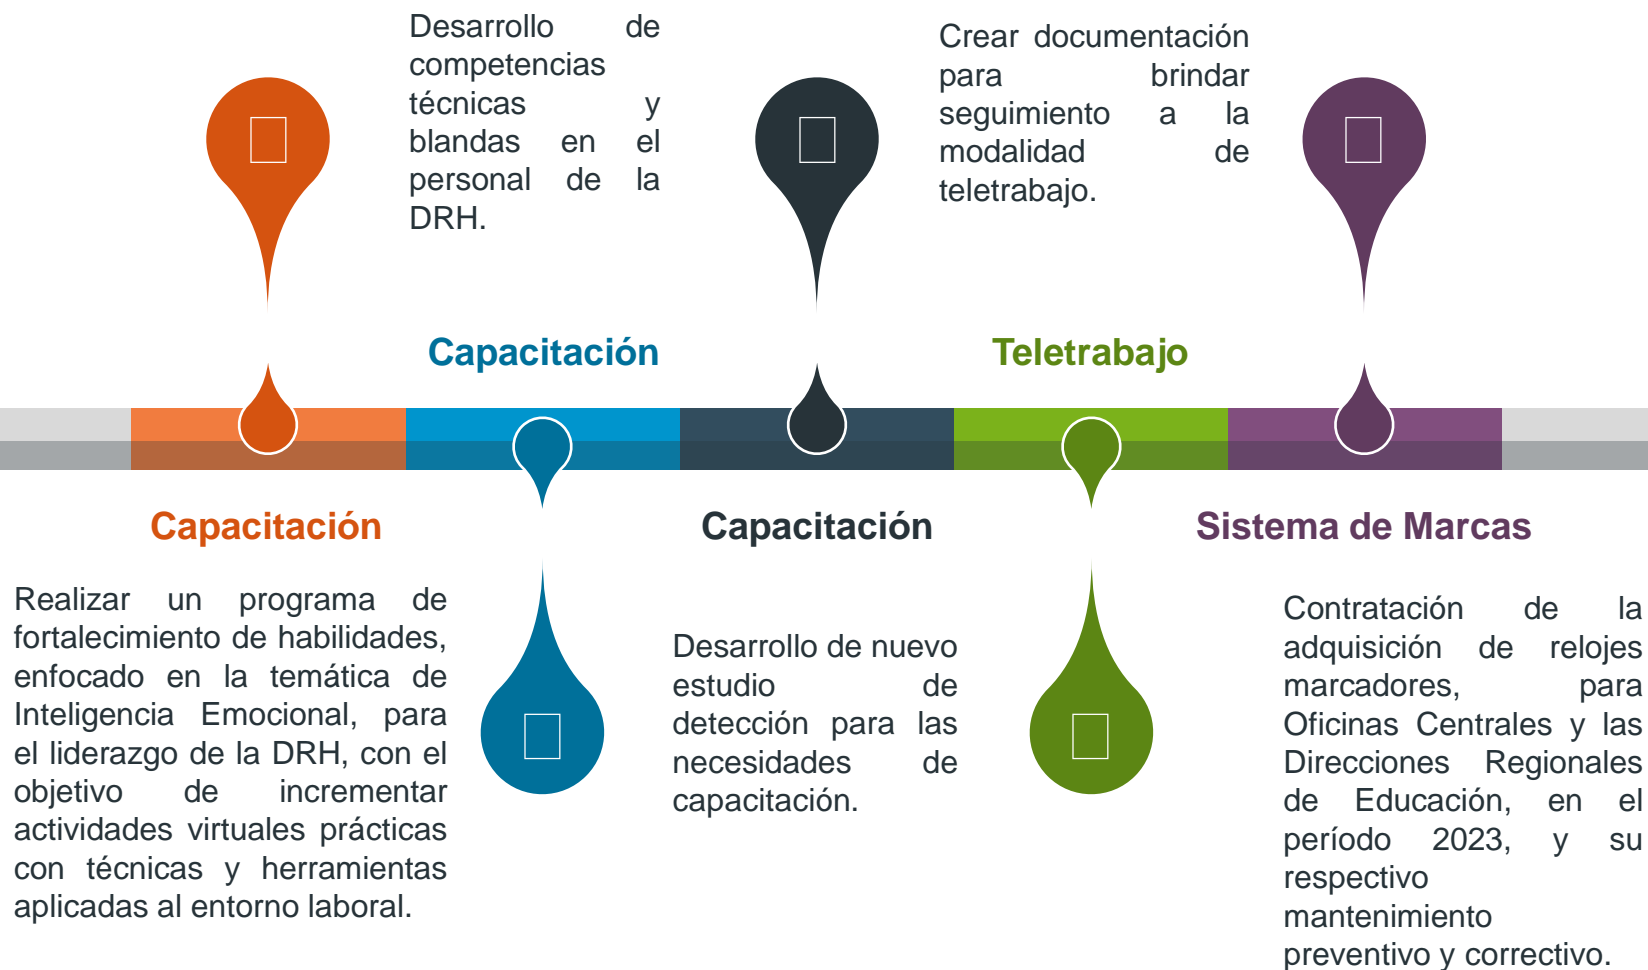 Desarrollo de
competencias
técnicas y
blandas en el
personal de la
DRH.
Crear documentación
para brindar
seguimiento a la
modalidad de
teletrabajo.
Capacitación
Teletrabajo
Capacitación
Capacitación
Sistema de Marcas
Realizar un programa de
fortalecimiento de habilidades,
enfocado en la temática de
Inteligencia Emocional, para
el liderazgo de la DRH, con el
objetivo de incrementar
actividades virtuales prácticas
con técnicas y herramientas
aplicadas al entorno laboral.
Desarrollo de nuevo
estudio de
detección para las
necesidades de
capacitación.
Contratación de la
adquisición de relojes
marcadores, para
Oficinas Centrales y las
Direcciones Regionales
de Educación, en el
período 2023, y su
respectivo
mantenimiento
preventivo y correctivo.